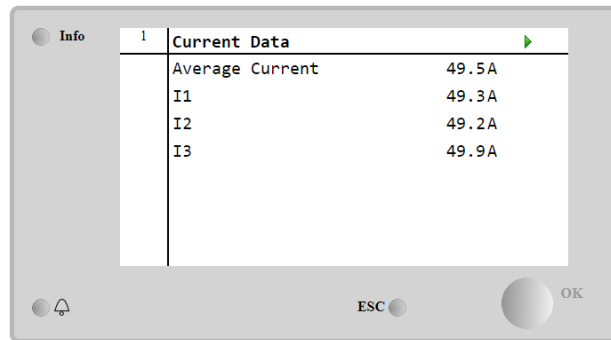 Info
1 Current Data
Average Current 49.5A
I1 49.3A
I2 49.2A
I3 49.9A
ESC
OK